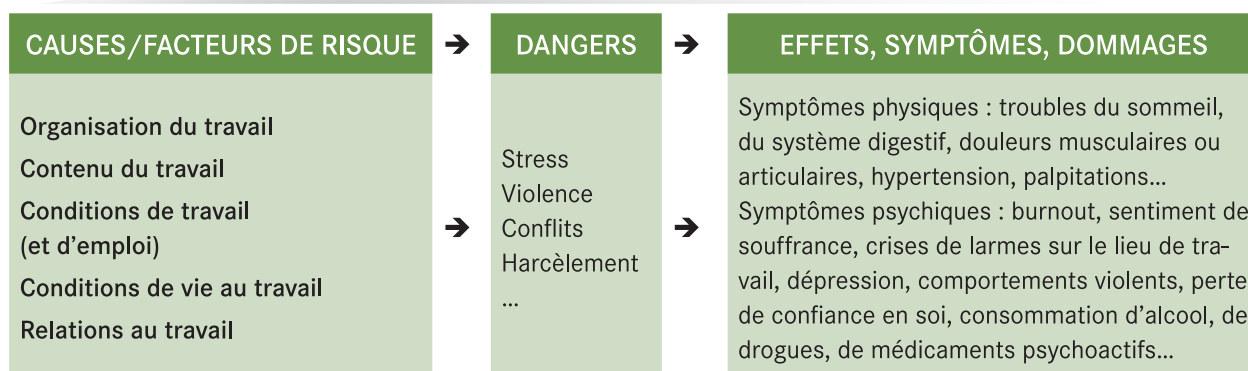 CAUSES/FACTEURS DE RISQUE ➔ DANGERS ➔ EFFETS, SYMPTÔMES, DOMMAGES
Organisation du travail
Contenu du travail
Conditions de travail
(et d'emploi)
Conditions de vie au travail
Relations au travail
➔
Stress
Violence
Conflits
Harcèlement
...
➔
Symptômes physiques : troubles du sommeil,
du système digestif, douleurs musculaires ou
articulaires, hypertension, palpitations...
Symptômes psychiques : burnout, sentiment de
souffrance, crises de larmes sur le lieu de tra-
vail, dépression, comportements violents, perte
de confiance en soi, consommation d'alcool, de
drogues, de médicaments psychoactifs...